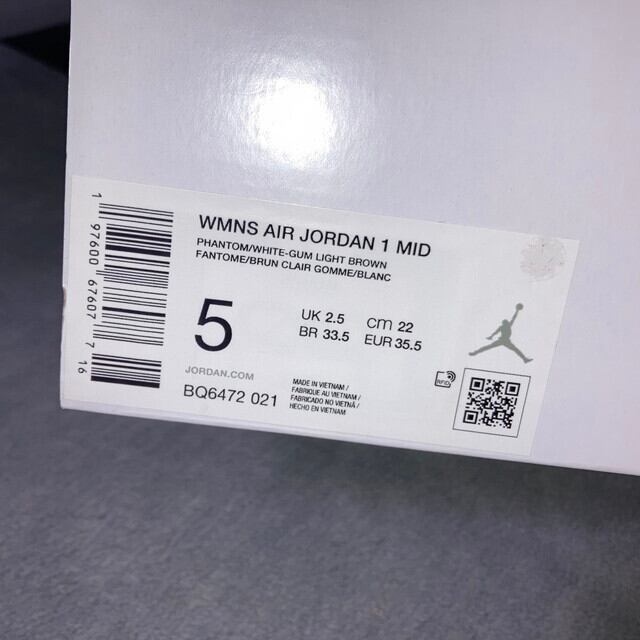 WMNS AIR JORDAN 1 MID
PHANTOM/WHITE-GUM LIGHT BROWN
FANTOME/BRUN CLAIR GOMME/BLANC
5
UK 2.5 cm 22
BR 33.5 EUR 35.5
JORDAN.COM
BQ6472 021
MADE IN VIETNAM /
FABRIQUE AU VIETNAM /
FABRICADO NO VIETNÃ /
HECHO EN VIETNAM
RFID
1 97600 67607 7 16